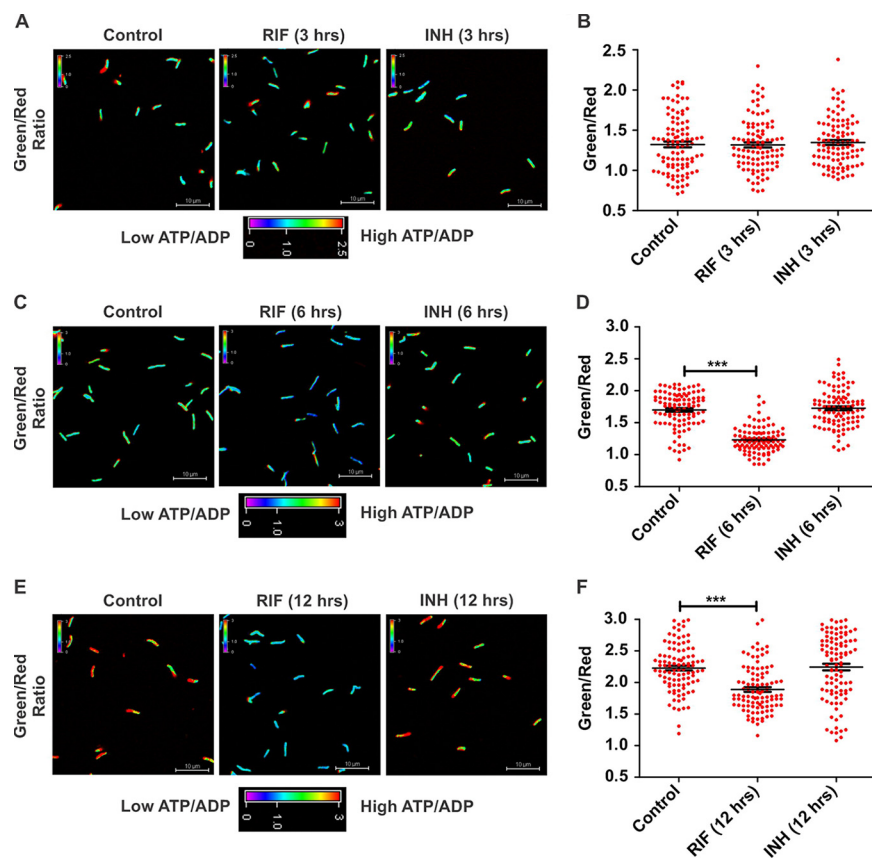 A
Control
RIF (3 hrs)
INH (3 hrs)
Green/Red
Ratio
10 µm
10 µm
10 µm
Low ATP/ADP
0
1.0
2.5
High ATP/ADP
B
Green/Red
2.5
2.0
1.5
1.0
0.5
Control
RIF (3 hrs)
INH (3 hrs)
C
Control
RIF (6 hrs)
INH (6 hrs)
Green/Red
Ratio
10 µm
10 µm
10 µm
Low ATP/ADP
0
1.0
3
High ATP/ADP
D
Green/Red
3.0
2.5
2.0
1.5
1.0
0.5
***
Control
RIF (6 hrs)
INH (6 hrs)
E
Control
RIF (12 hrs)
INH (12 hrs)
Green/Red
Ratio
10 µm
10 µm
10 µm
Low ATP/ADP
0
1.0
3
High ATP/ADP
F
Green/Red
3.0
2.5
2.0
1.5
1.0
0.5
***
Control
RIF (12 hrs)
INH (12 hrs)